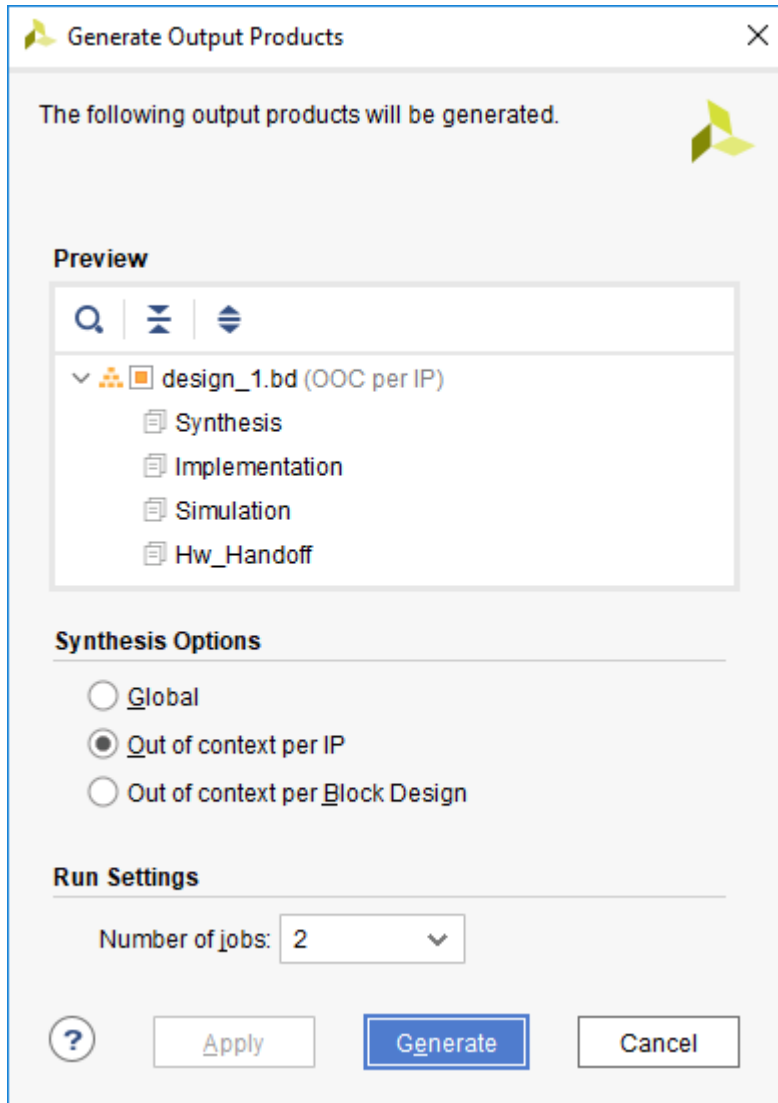 Generate Output Products
The following output products will be generated.
Preview
design_1.bd (OOC per IP)
Synthesis
Implementation
Simulation
Hw_Handoff
Synthesis Options
Global
Out of context per IP
Out of context per Block Design
Run Settings
Number of jobs: 2
? Apply Generate Cancel